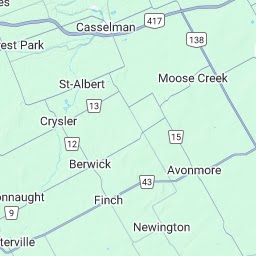 Casselman
417
138
est Park
St-Albert
Moose Creek
13
Crysler
15
12
Berwick
Avonmore
43
onnaught
Finch
9
Newington
terville